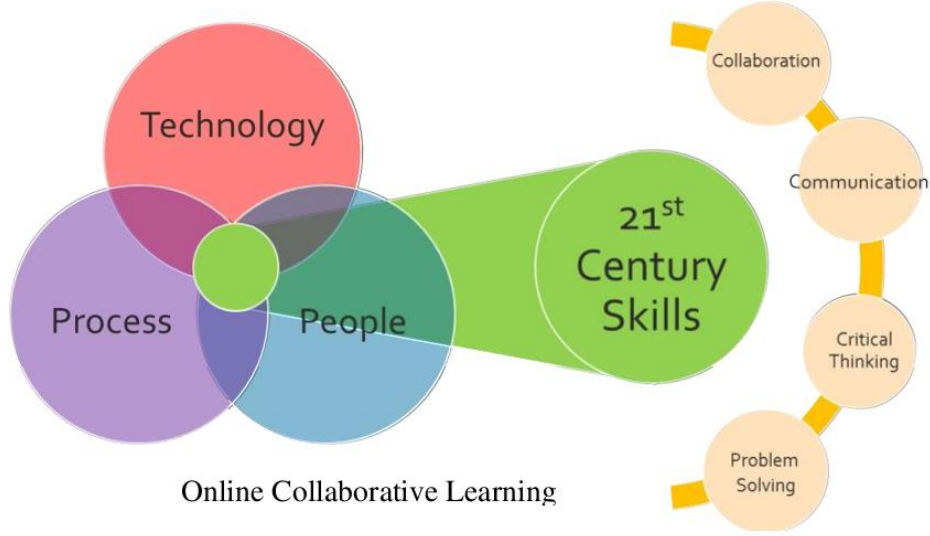 Technology
Process
People
21st
Century
Skills
Collaboration
Communication
Critical
Thinking
Problem
Solving
Online Collaborative Learning